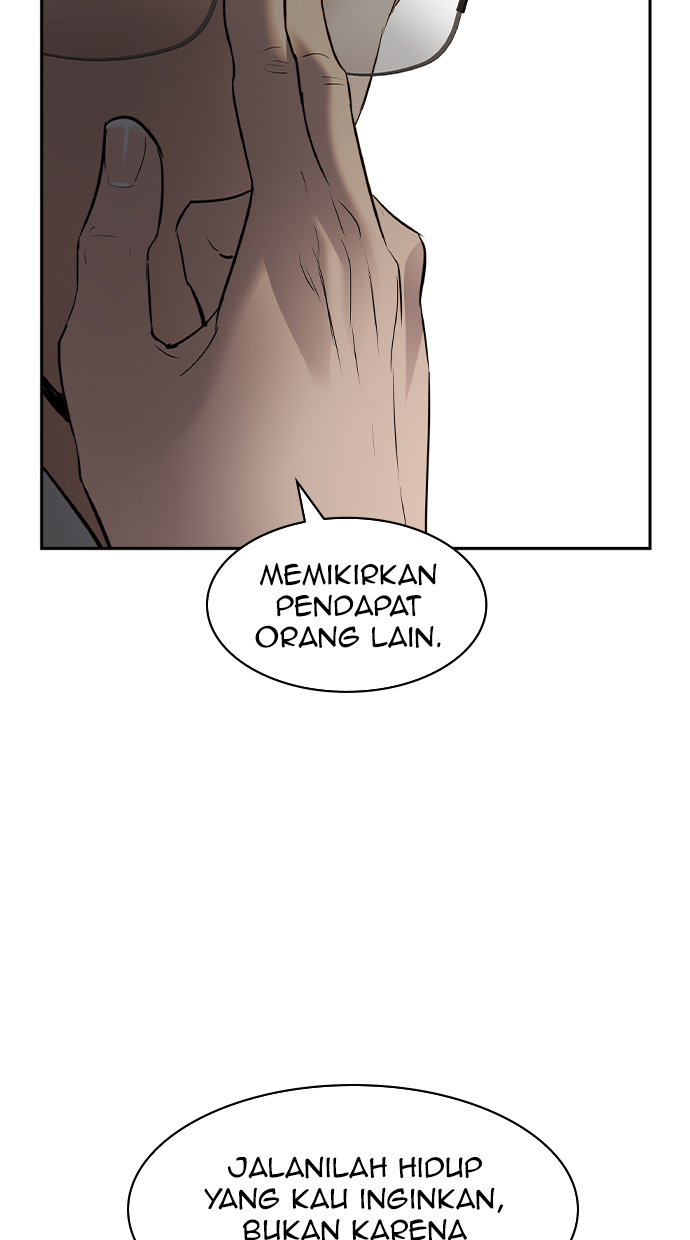 MEMIKIRKAN
PENDAPAT
ORANG LAIN.
JALANILAH HIDUP
YANG KAU INGINKAN,
BUKAN KARENA